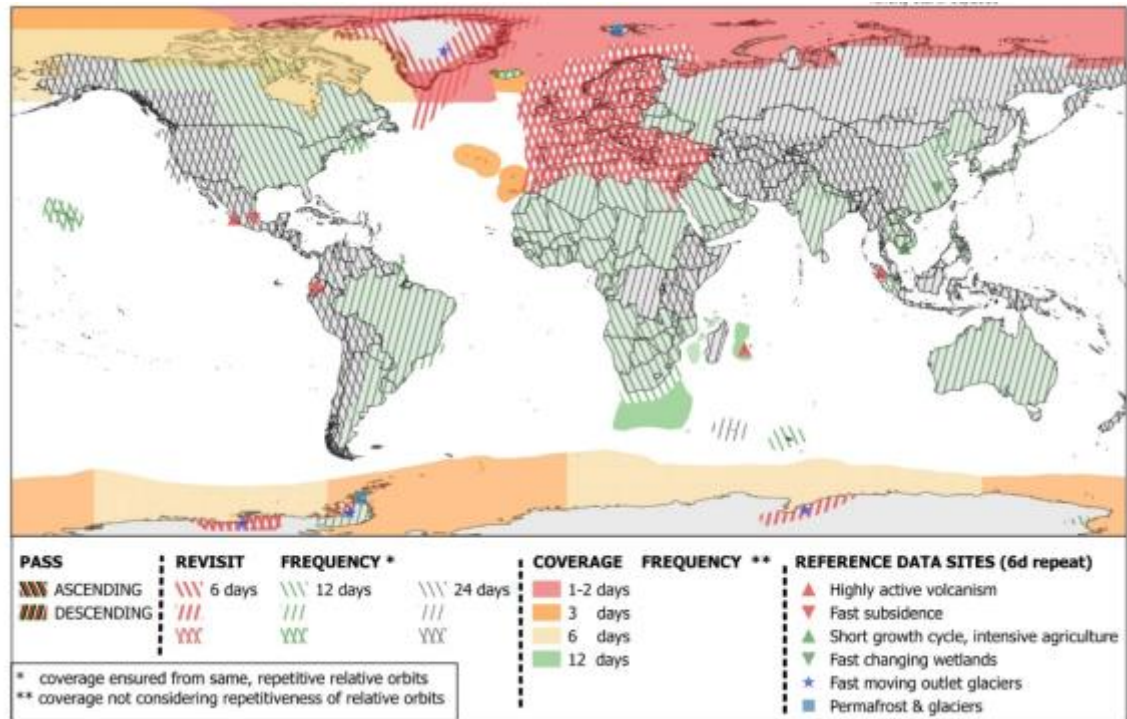 PASS
ASCENDING
DESCENDING
REVISIT FREQUENCY *
6 days 12 days 24 days
COVERAGE FREQUENCY **
1-2 days
3 days
6 days
12 days
REFERENCE DATA SITES (6d repeat)
Highly active volcanism
Fast subsidence
Short growth cycle, intensive agriculture
Fast changing wetlands
Fast moving outlet glaciers
Permafrost & glaciers
* coverage ensured from same, repetitive relative orbits
** coverage not considering repetitiveness of relative orbits